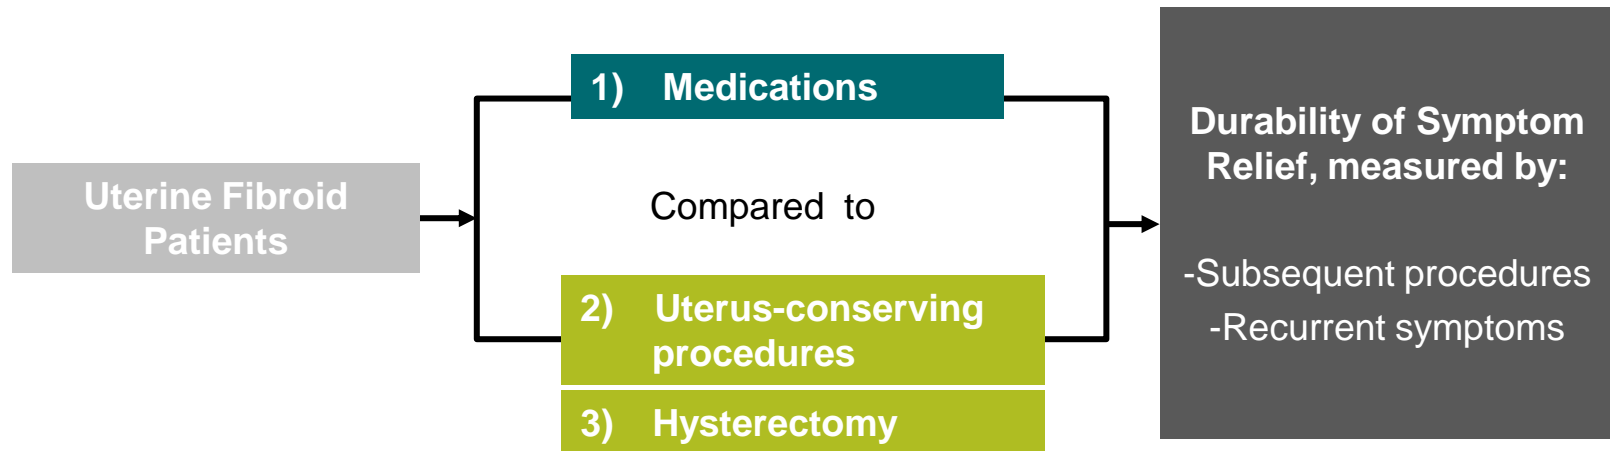 Uterine Fibroid
Patients
1) Medications
Compared to
2) Uterus-conserving
procedures
3) Hysterectomy
Durability of Symptom
Relief, measured by:
-Subsequent procedures
-Recurrent symptoms